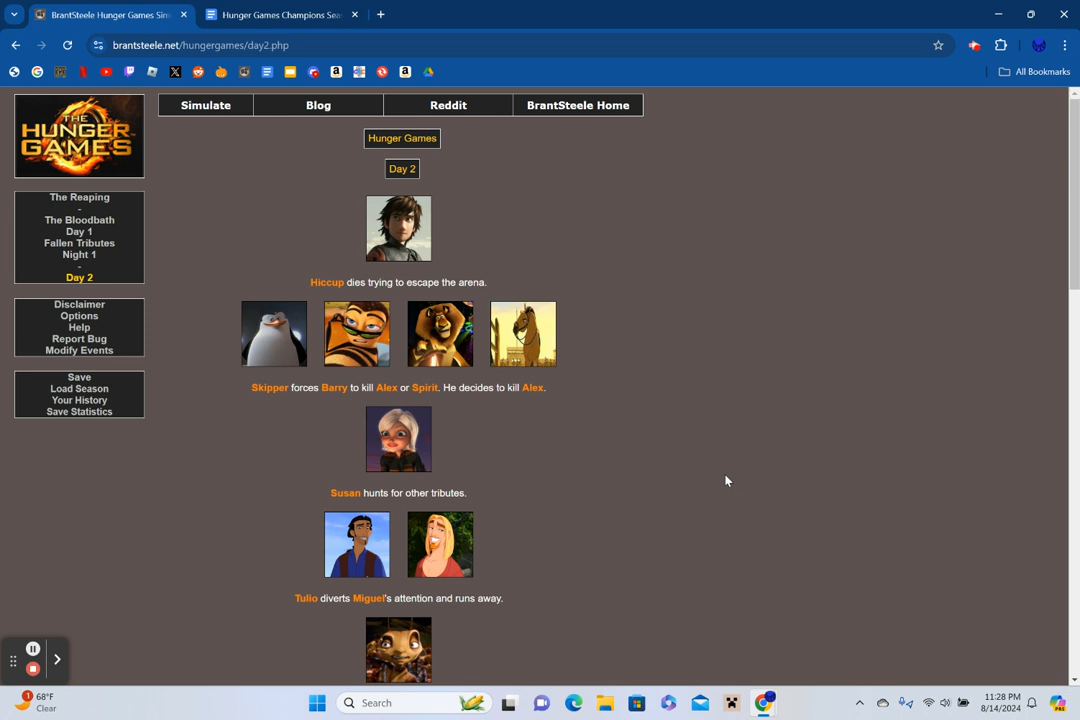 BrantSteele Hunger Games Sim
Hunger Games Champions Sea
brantsteele.net/hungergames/day2.php
All Bookmarks
THE
HUNGER
GAMES
Simulate
Blog
Reddit
BrantSteele Home
Hunger Games
Day 2
The Reaping
-
The Bloodbath
Day 1
Fallen Tributes
Night 1
-
Day 2
Disclaimer
Options
Help
Report Bug
Modify Events
Save
Load Season
Your History
Save Statistics
Hiccup dies trying to escape the arena.
Skipper forces Barry to kill Alex or Spirit. He decides to kill Alex.
Susan hunts for other tributes.
Tulio diverts Miguel's attention and runs away.
1
68°F
Clear
Search
11:28 PM
8/14/2024
PRE